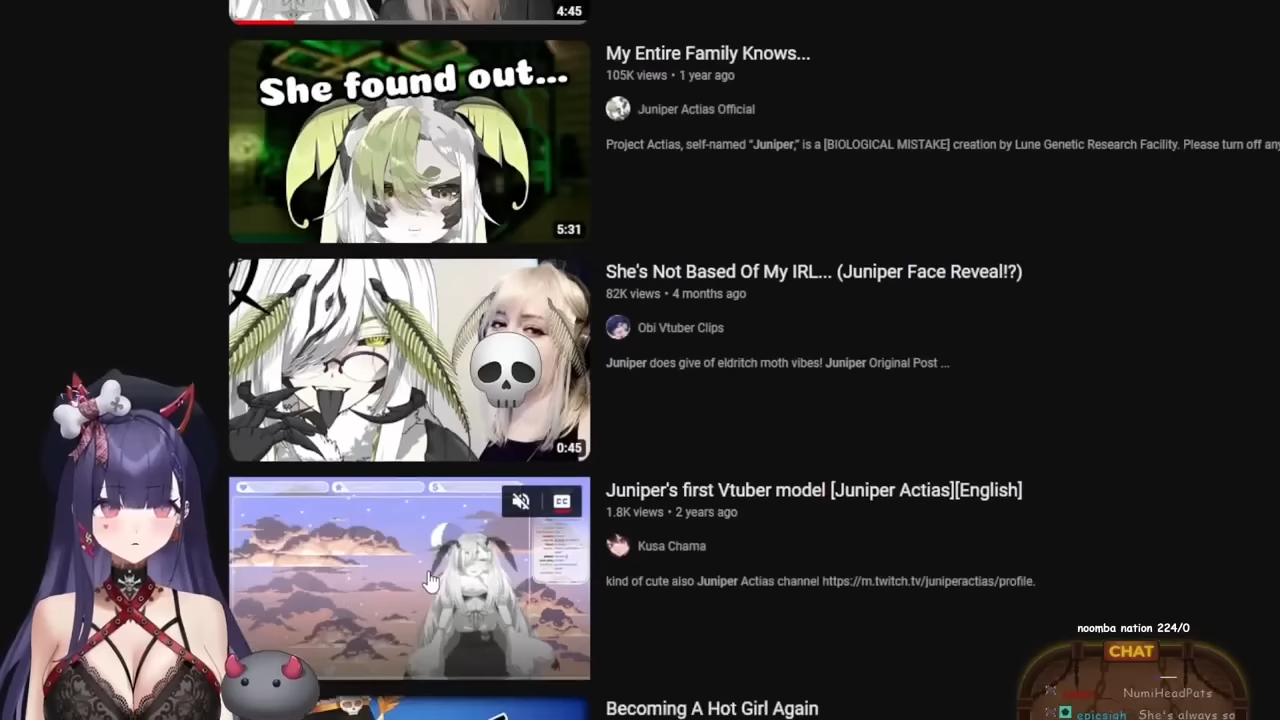 4:45
She found out...
5:31
My Entire Family Knows...
105K views • 1 year ago
Juniper Actias Official
Project Actias, self-named "Juniper," is a [BIOLOGICAL MISTAKE] creation by Lune Genetic Research Facility. Please turn off any
0:45
She's Not Based Of My IRL... (Juniper Face Reveal!?)
82K views • 4 months ago
Obi Vtuber Clips
Juniper does give of eldritch moth vibes! Juniper Original Post ...
CC
Juniper's first Vtuber model [Juniper Actias][English]
1.8K views • 2 years ago
Kusa Chama
kind of cute also Juniper Actias channel https://m.twitch.tv/juniperactias/profile.
Becoming A Hot Girl Again
noomba nation 224/0
CHAT
NumiHeadPats
epicsigh She's always so